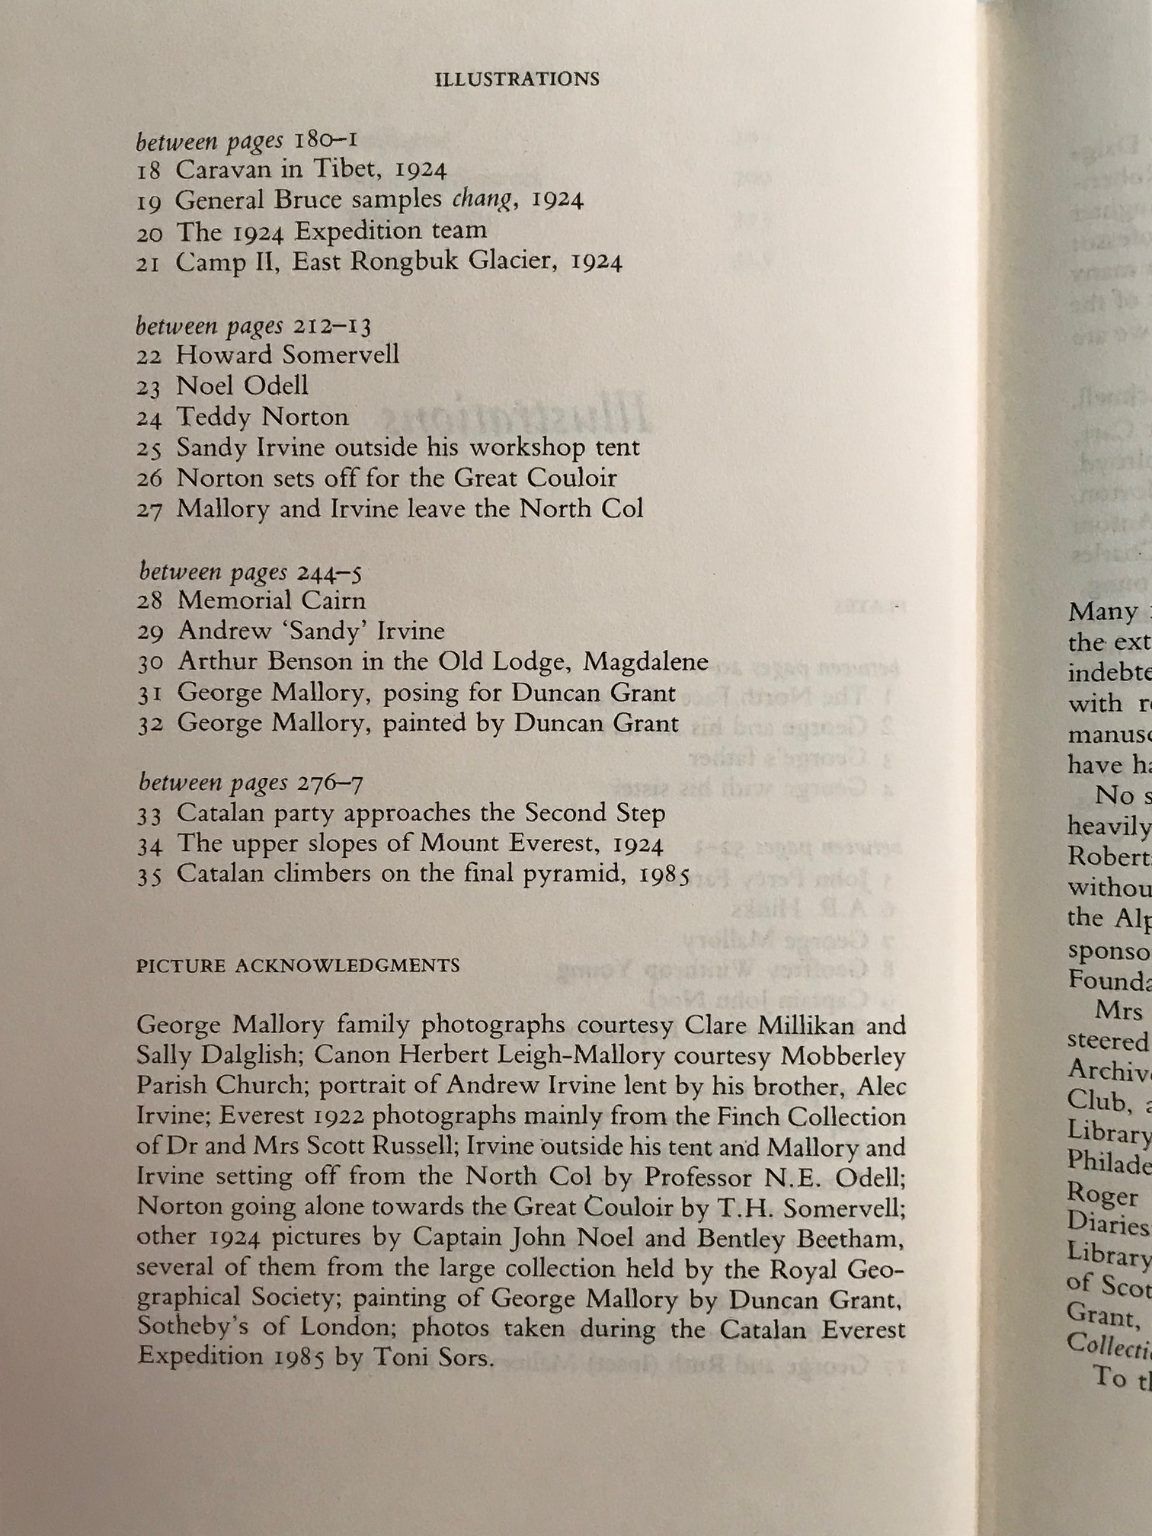 ILLUSTRATIONS
between pages 180–1
18 Caravan in Tibet, 1924
19 General Bruce samples chang, 1924
20 The 1924 Expedition team
21 Camp II, East Rongbuk Glacier, 1924
between pages 212–13
22 Howard Somervell
23 Noel Odell
24 Teddy Norton
25 Sandy Irvine outside his workshop tent
26 Norton sets off for the Great Couloir
27 Mallory and Irvine leave the North Col
between pages 244–5
28 Memorial Cairn
29 Andrew ‘Sandy’ Irvine
30 Arthur Benson in the Old Lodge, Magdalene
31 George Mallory, posing for Duncan Grant
32 George Mallory, painted by Duncan Grant
between pages 276–7
33 Catalan party approaches the Second Step
34 The upper slopes of Mount Everest, 1924
35 Catalan climbers on the final pyramid, 1985
PICTURE ACKNOWLEDGMENTS
George Mallory family photographs courtesy Clare Millikan and
Sally Dalglish; Canon Herbert Leigh-Mallory courtesy Mobberley
Parish Church; portrait of Andrew Irvine lent by his brother, Alec
Irvine; Everest 1922 photographs mainly from the Finch Collection
of Dr and Mrs Scott Russell; Irvine outside his tent and Mallory and
Irvine setting off from the North Col by Professor N.E. Odell;
Norton going alone towards the Great Couloir by T.H. Somervell;
other 1924 pictures by Captain John Noel and Bentley Beetham,
several of them from the large collection held by the Royal Geo-
graphical Society; painting of George Mallory by Duncan Grant,
Sotheby's of London; photos taken during the Catalan Everest
Expedition 1985 by Toni Sors.
Many
the ext
indebte
with r
manusc
have ha
No s
heavily
Robert
withou
the Alp
sponso
Founda
Mrs
steered
Archiv
Club, a
Library
Philade
Roger
Diaries
Library
of Scot
Grant,
Collecti
To th